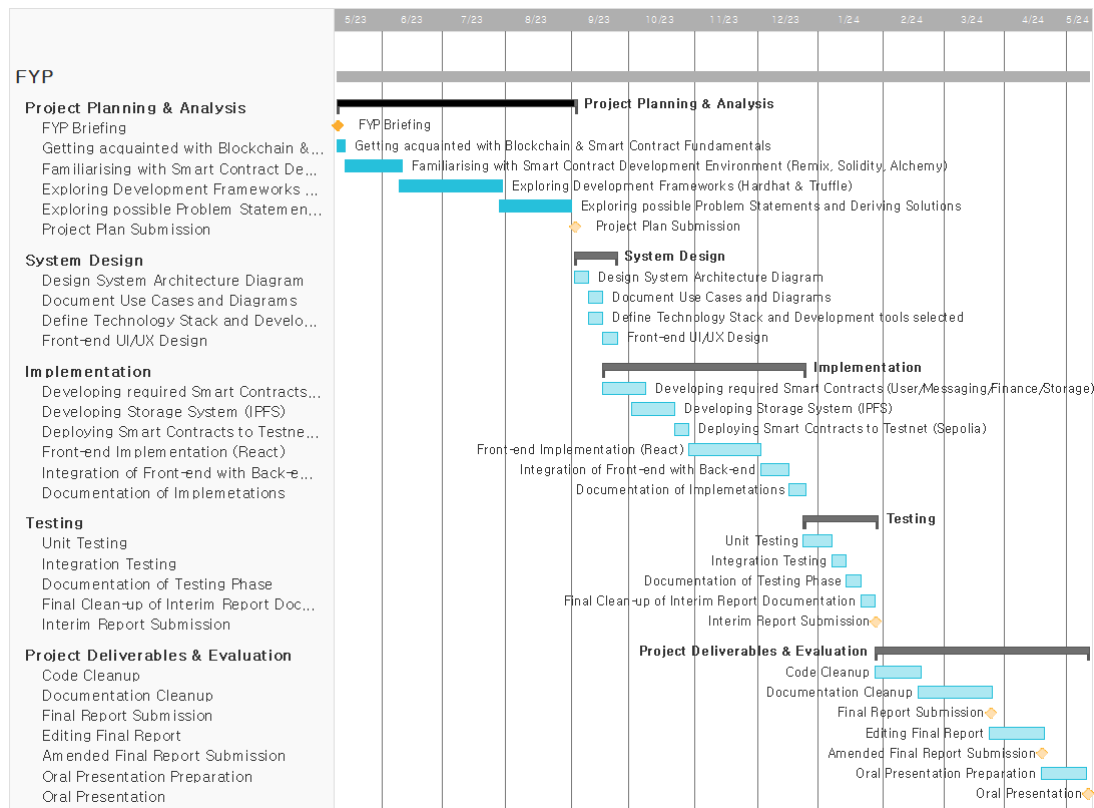 5/23 6/23 7/23 8/23 9/23 10/23 11/23 12/23 1/24 2/24 3/24 4/24 5/24
FYP
Project Planning & Analysis Project Planning & Analysis
FYP Briefing FYP Briefing
Getting acquainted with Blockchain &... Getting acquainted with Blockchain & Smart Contract Fundamentals
Familiarising with Smart Contract De... Familiarising with Smart Contract Development Environment (Remix, Solidity, Alchemy)
Exploring Development Frameworks ... Exploring Development Frameworks (Hardhat & Truffle)
Exploring possible Problem Statemen... Exploring possible Problem Statements and Deriving Solutions
Project Plan Submission Project Plan Submission
System Design System Design
Design System Architecture Diagram Design System Architecture Diagram
Document Use Cases and Diagrams Document Use Cases and Diagrams
Define Technology Stack and Develo... Define Technology Stack and Development tools selected
Front-end UI/UX Design Front-end UI/UX Design
Implementation Implementation
Developing required Smart Contracts... Developing required Smart Contracts (User/Messaging/Finance/Storage)
Developing Storage System (IPFS) Developing Storage System (IPFS)
Deploying Smart Contracts to Testne... Deploying Smart Contracts to Testnet (Sepolia)
Front-end Implementation (React) Front-end Implementation (React)
Integration of Front-end with Back-e... Integration of Front-end with Back-end
Documentation of Implemetations Documentation of Implemetations
Testing Testing
Unit Testing Unit Testing
Integration Testing Integration Testing
Documentation of Testing Phase Documentation of Testing Phase
Final Clean-up of Interim Report Doc... Final Clean-up of Interim Report Documentation
Interim Report Submission Interim Report Submission
Project Deliverables & Evaluation Project Deliverables & Evaluation
Code Cleanup Code Cleanup
Documentation Cleanup Documentation Cleanup
Final Report Submission Final Report Submission
Editing Final Report Editing Final Report
Amended Final Report Submission Amended Final Report Submission
Oral Presentation Preparation Oral Presentation Preparation
Oral Presentation Oral Presentation